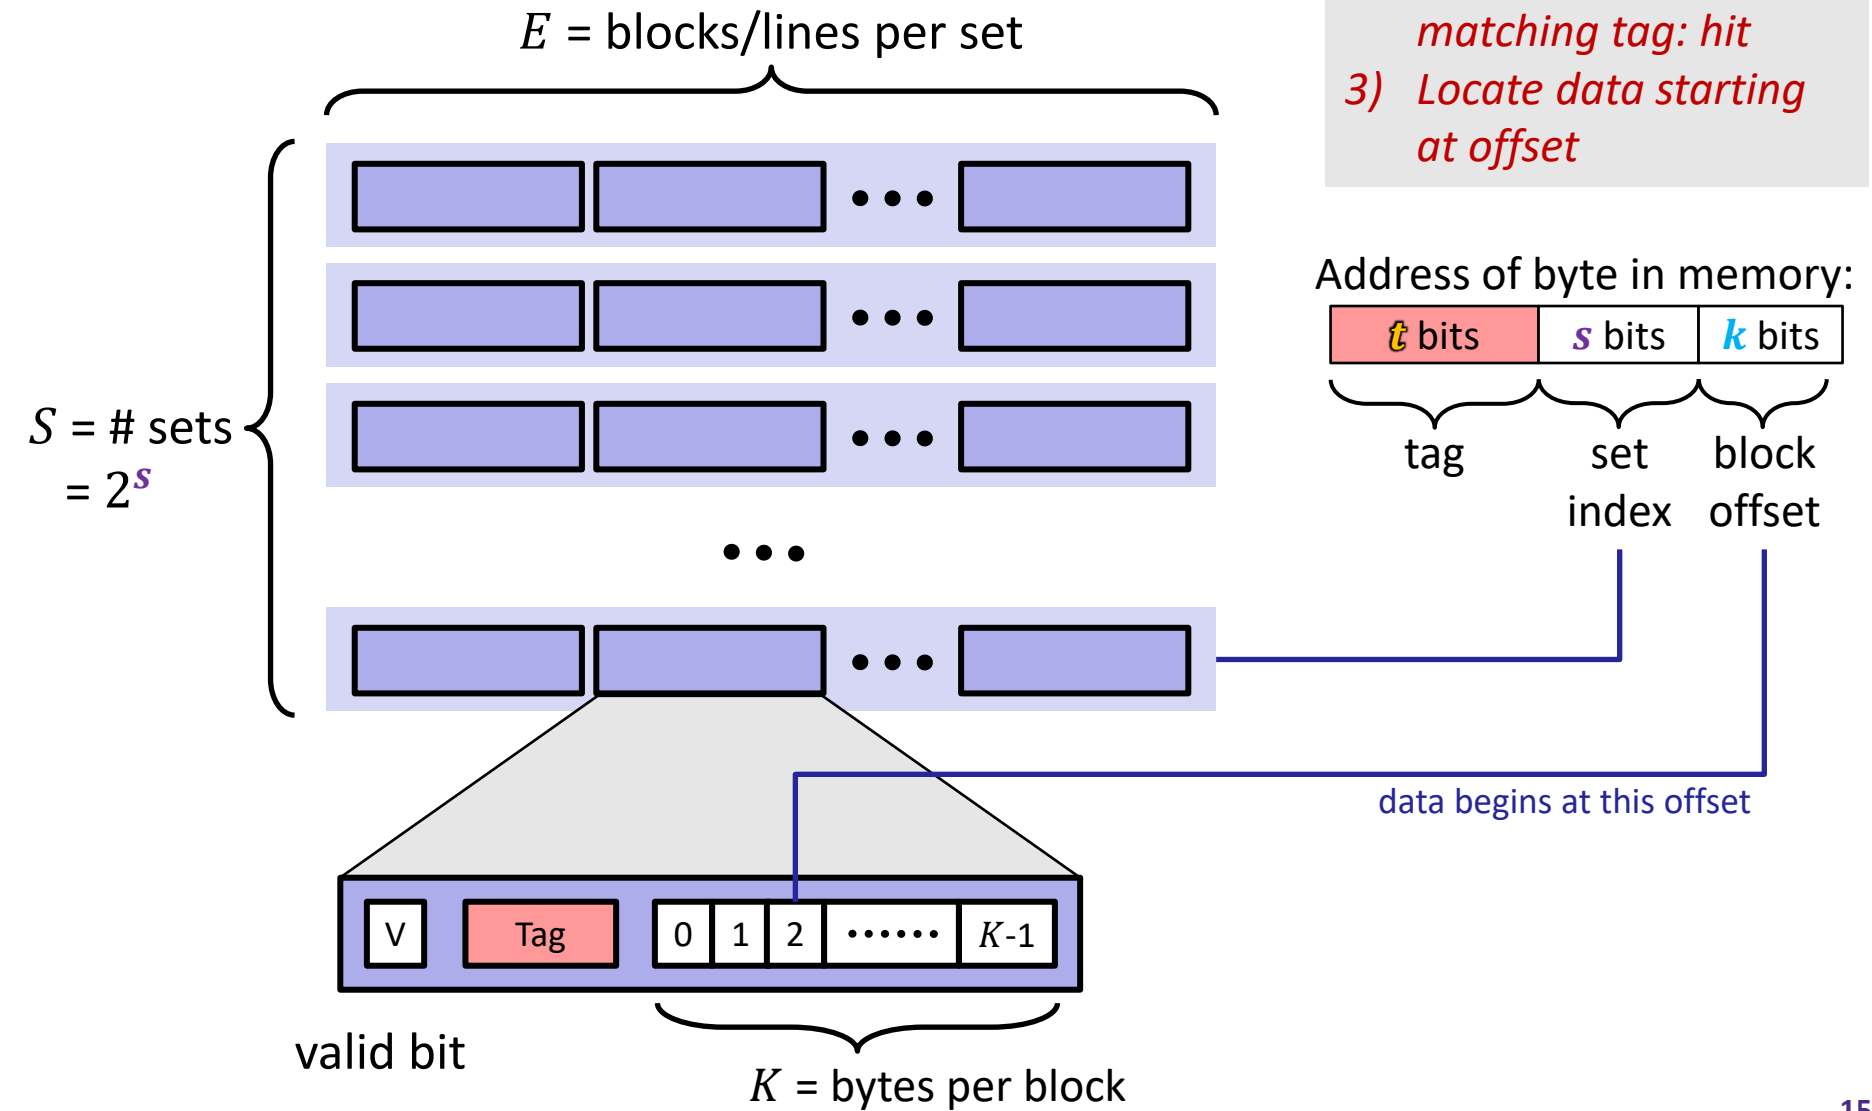 E = blocks/lines per set
matching tag: hit
3) Locate data starting
at offset
Address of byte in memory:
t bits s bits k bits
tag set block
index offset
S = # sets
= 2^s
data begins at this offset
V Tag 0 1 2 •••••• K-1
valid bit
K = bytes per block
15